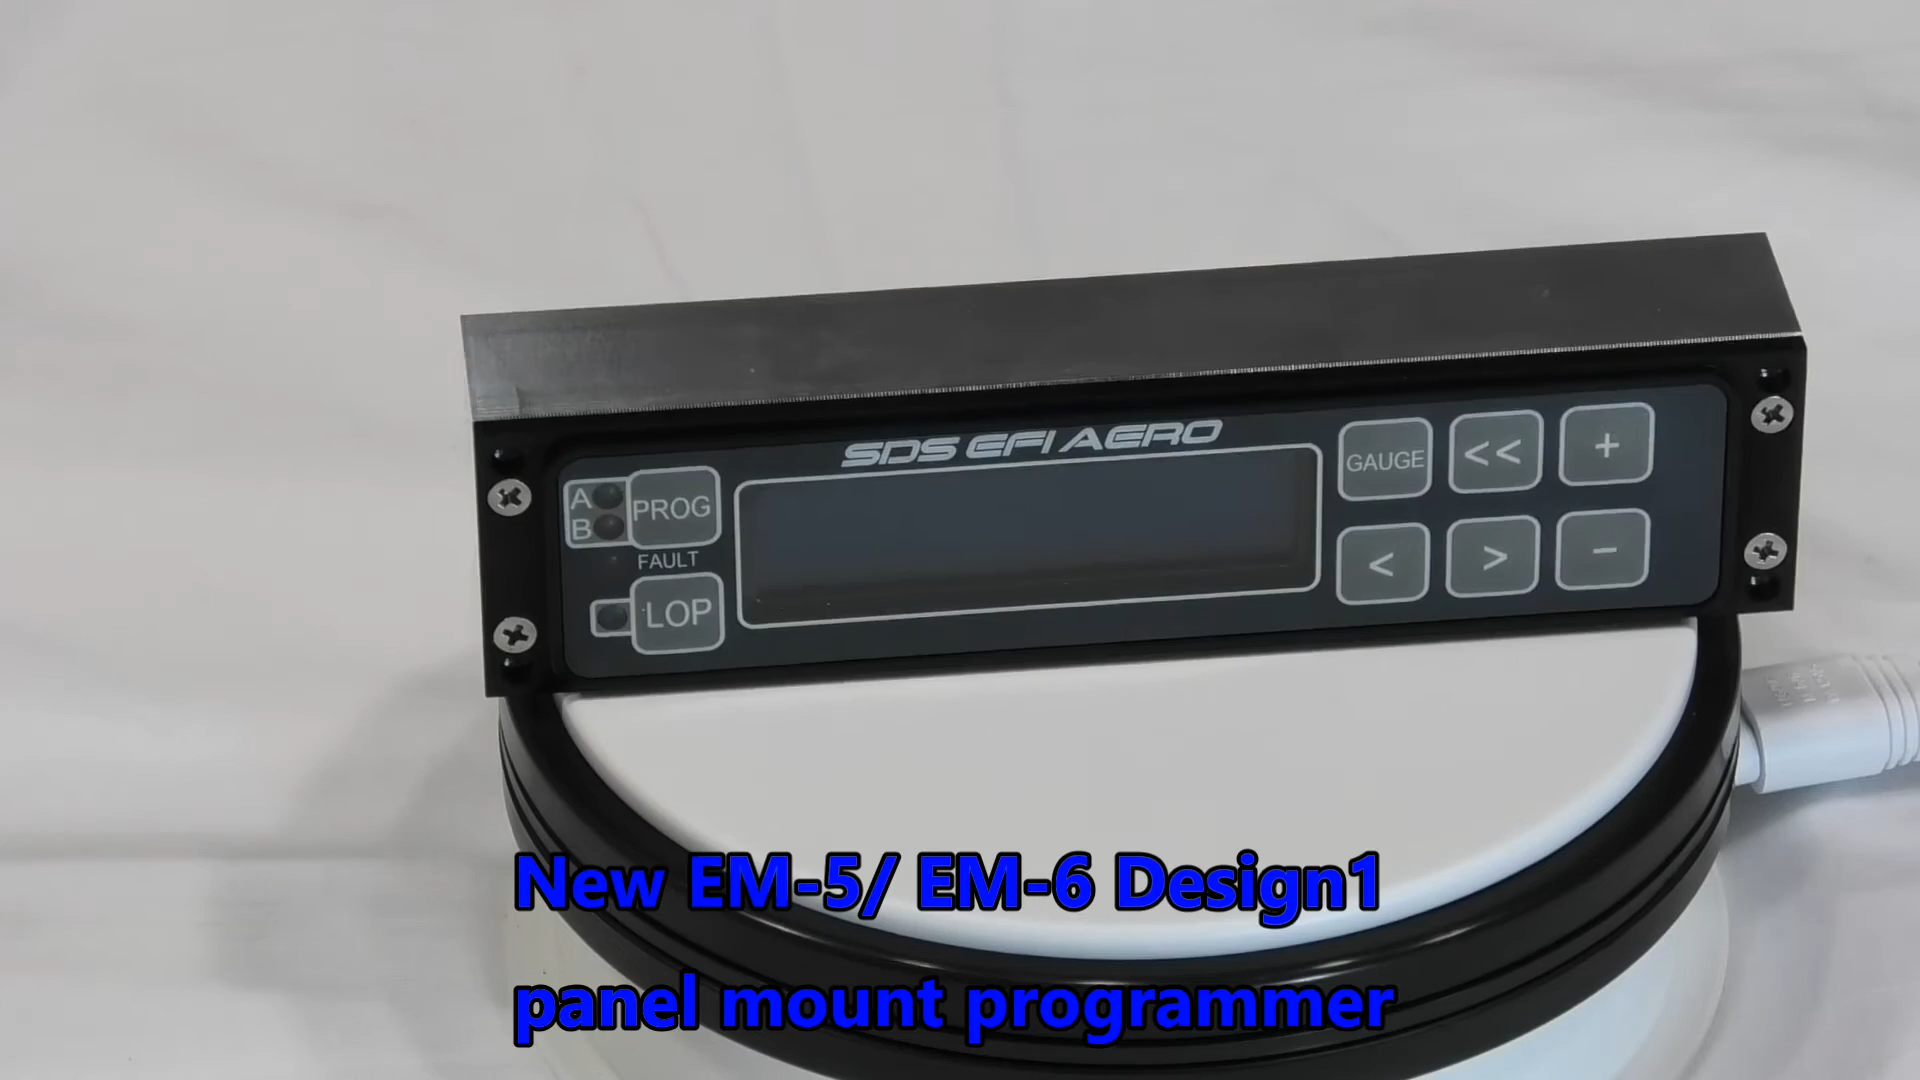 SDS EFI AERO
A
B
PROG
FAULT
LOP
GAUGE
<<
+
<
>
−
New EM-5/ EM-6 Design1
panel mount programmer